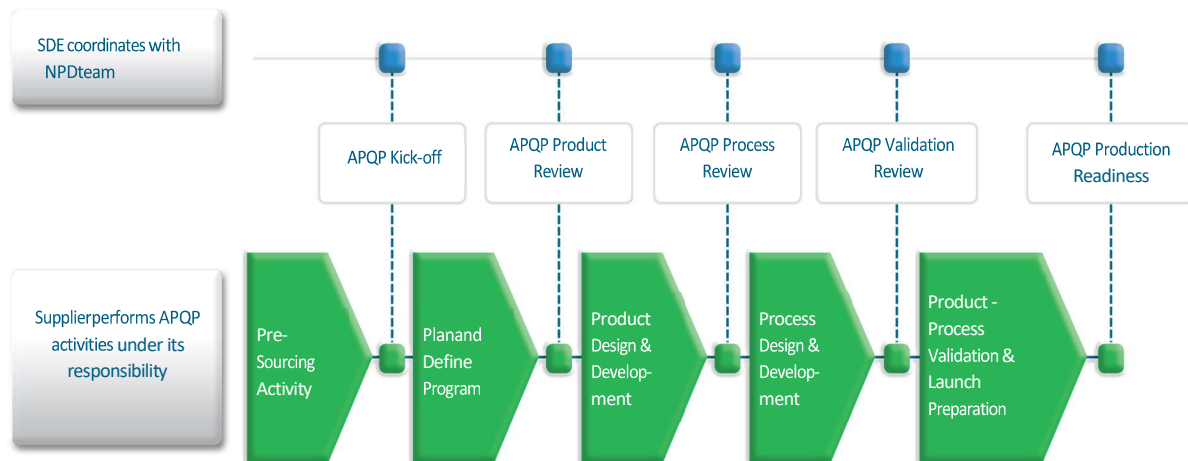 SDE coordinates with
NPDteam
APQP Kick-off
APQP Product
Review
APQP Process
Review
APQP Validation
Review
APQP Production
Readiness
Supplierperforms APQP
activities under its
responsibility
Pre-
Sourcing
Activity
Planand
Define
Program
Product
Design &
Develop-
ment
Process
Design &
Develop-
ment
Product -
Process
Validation &
Launch
Preparation